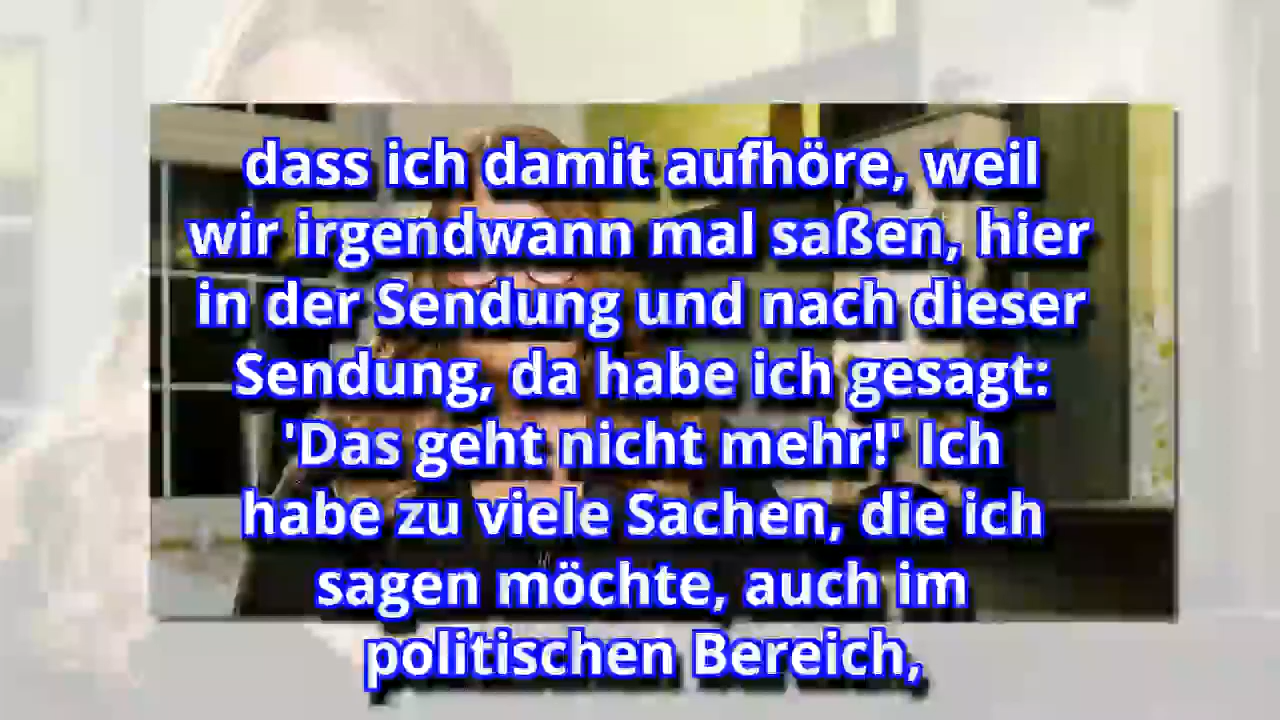 dass ich damit aufhöre, weil
wir irgendwann mal saßen, hier
in der Sendung und nach dieser
Sendung, da habe ich gesagt:
'Das geht nicht mehr!' Ich
habe zu viele Sachen, die ich
sagen möchte, auch im
politischen Bereich,